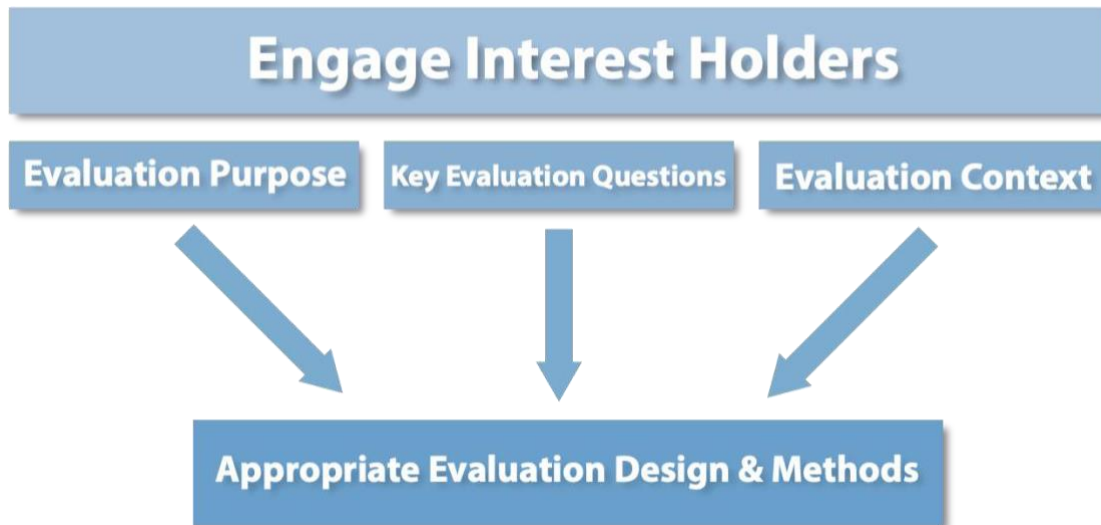 Engage Interest Holders
Evaluation Purpose
Key Evaluation Questions
Evaluation Context
Appropriate Evaluation Design & Methods